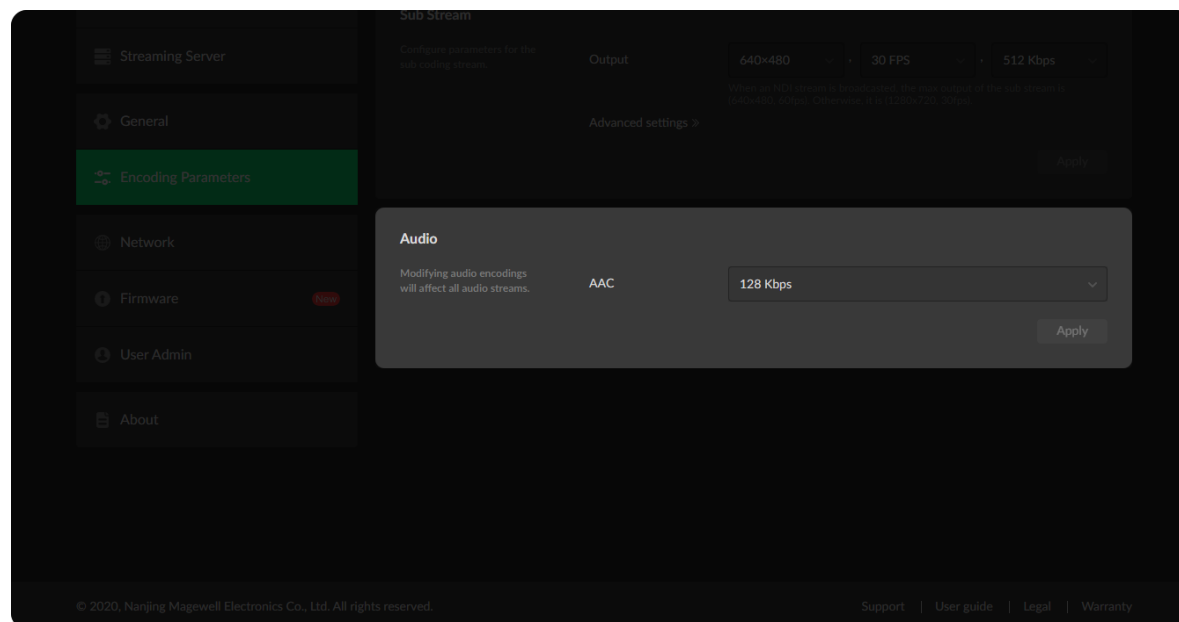 Sub Stream
Streaming Server
Configure parameters for the
sub coding stream.
Output
640×480
30 FPS
512 Kbps
When an NDI stream is broadcasted, the max output of the sub stream is
(640x480, 60fps). Otherwise, it is (1280x720, 30fps).
Advanced settings »
General
Apply
Encoding Parameters
Network
Audio
Modifying audio encodings
will affect all audio streams.
AAC
128 Kbps
Firmware
New
Apply
User Admin
About
© 2020, Nanjing Magewell Electronics Co., Ltd. All rights reserved.
Support | User guide | Legal | Warranty